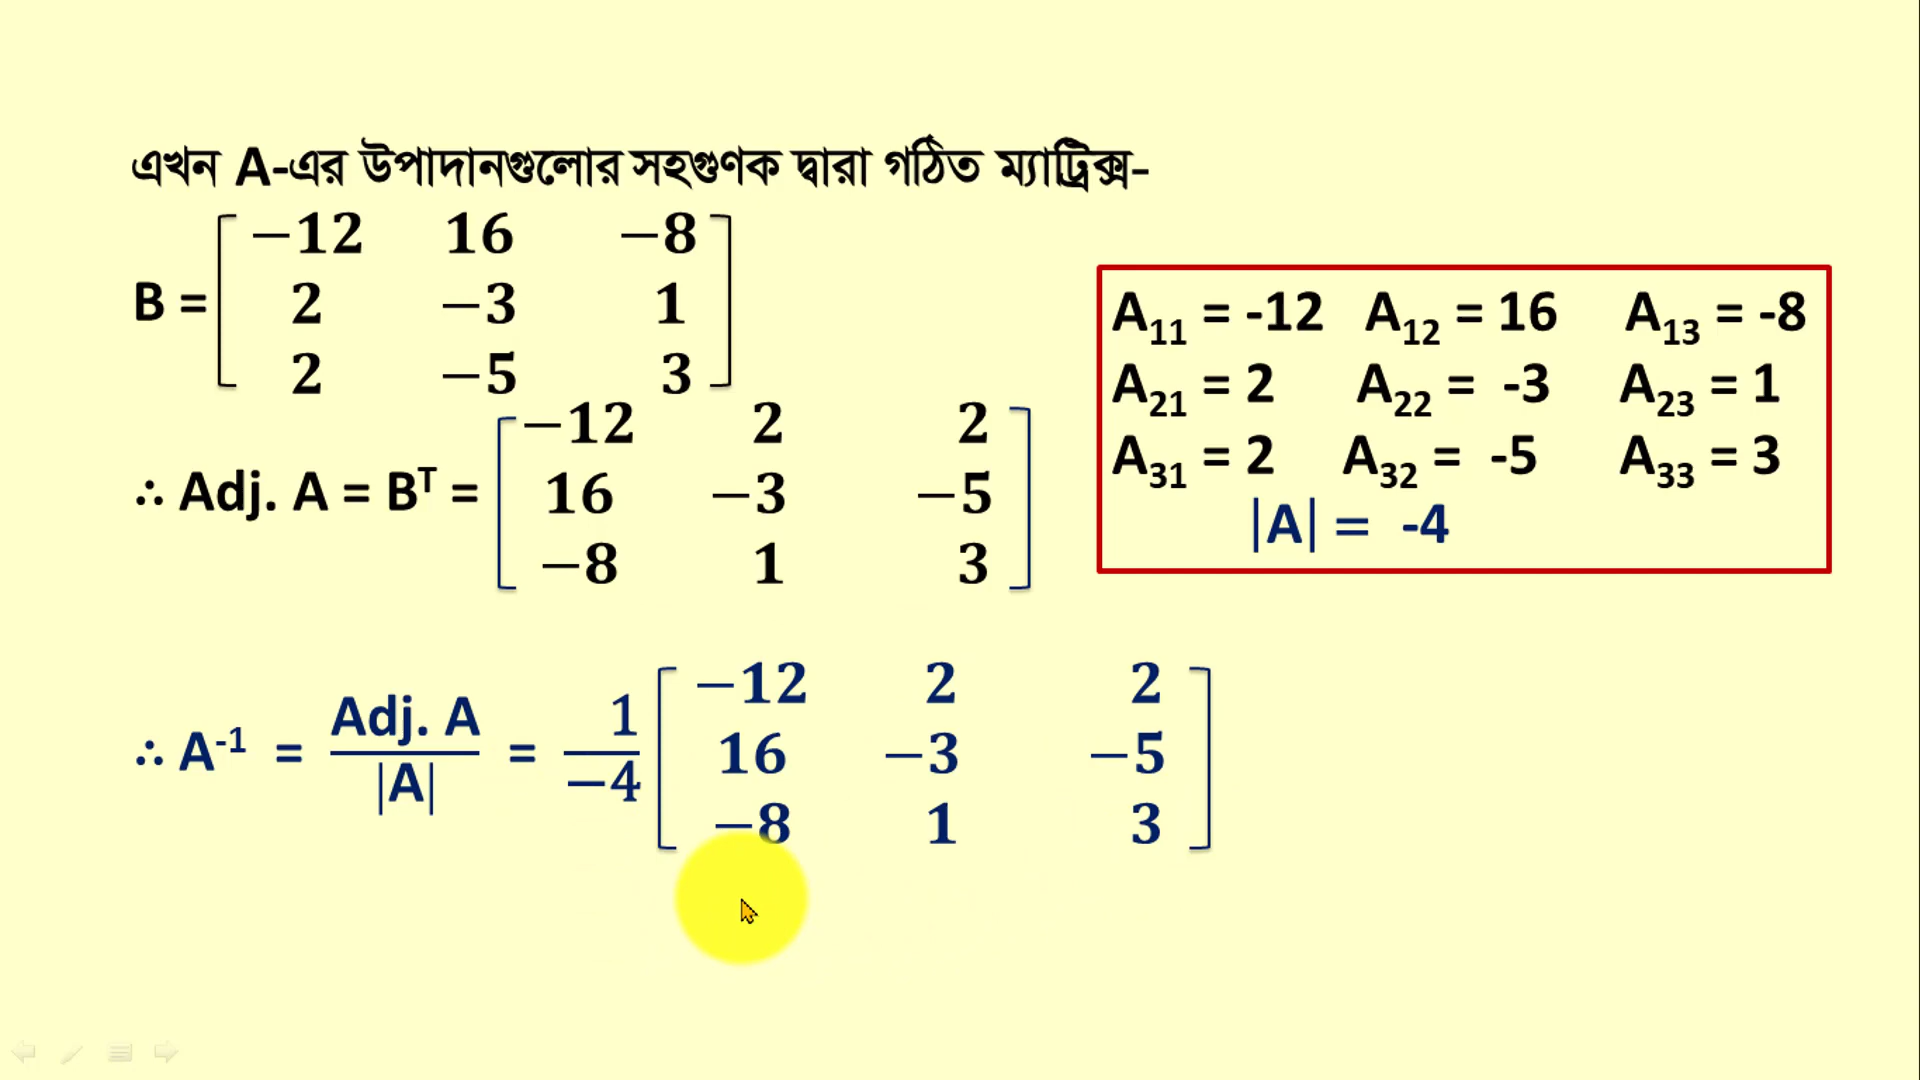 এখন A-এর উপাদানগুলোর সহগুণক দ্বারা গঠিত ম্যাট্রিক্স-
B = [ −12 16 −8
2 −3 1
2 −5 3 ]
∴ Adj. A = Bᵀ = [ −12 2 2
16 −3 −5
−8 1 3 ]
∴ A⁻¹ = Adj. A / |A| = 1 / −4 [ −12 2 2
16 −3 −5
−8 1 3 ]
A₁₁ = -12 A₁₂ = 16 A₁₃ = -8
A₂₁ = 2 A₂₂ = -3 A₂₃ = 1
A₃₁ = 2 A₃₂ = -5 A₃₃ = 3
|A| = -4